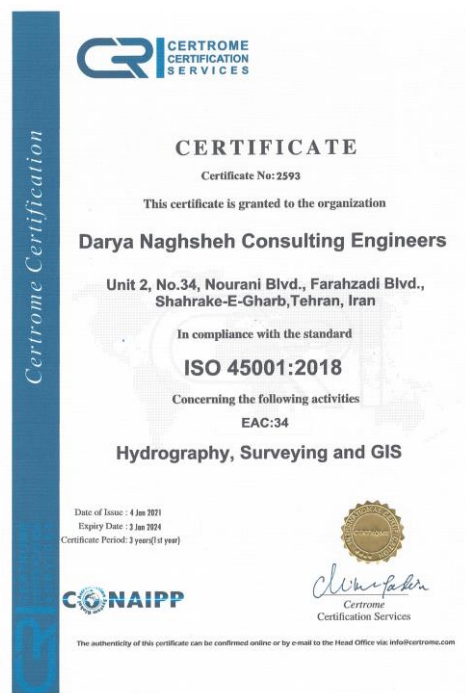 CERTROME
CERTIFICATION
SERVICES
Certrome Certification
CERTIFICATE
Certificate No: 2593
This certificate is granted to the organization
Darya Naghsheh Consulting Engineers
Unit 2, No.34, Nourani Blvd., Farahzadi Blvd.,
Shahrake-E-Gharb,Tehran, Iran
In compliance with the standard
ISO 45001:2018
Concerning the following activities
EAC:34
Hydrography, Surveying and GIS
Date of Issue : 4 Jan 2021
Expiry Date : 3 Jan 2024
Certificate Period: 3 years(1st year)
CONAIPP
Certrome
Certification Services
The authenticity of this certificate can be confirmed online or by e-mail to the Head Office via: info@certrome.com